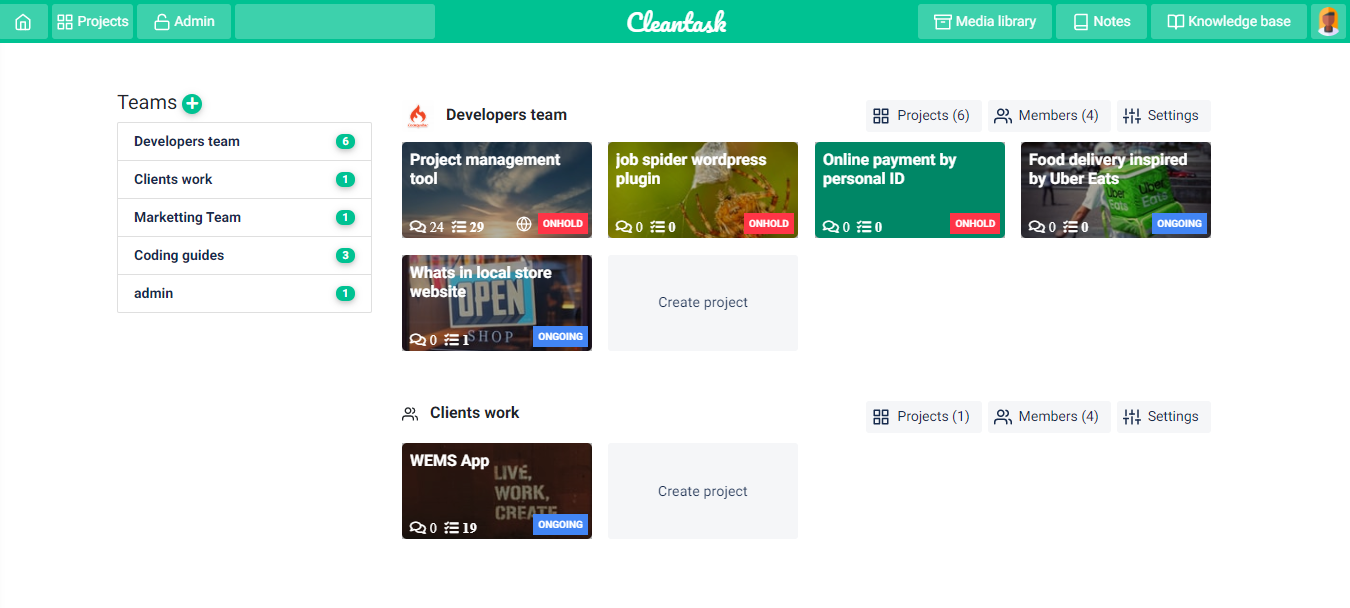 Projects
Admin
Cleantask
Media library
Notes
Knowledge base
Teams
Developers team 6
Clients work 1
Marketting Team 1
Coding guides 3
admin 1
Developers team
Projects (6)
Members (4)
Settings
Project management
tool
24 29
ONHOLD
job spider wordpress
plugin
0 0
ONHOLD
Online payment by
personal ID
0 0
ONHOLD
Food delivery inspired
by Uber Eats
Uber
Eats
Uber
Eats
0 0
ONGOING
Whats in local store
website
OPEN
SHOP
0 1
ONGOING
Create project
Clients work
Projects (1)
Members (4)
Settings
WEMS App
LIVE,
WORK,
CREATE
0 19
ONGOING
Create project